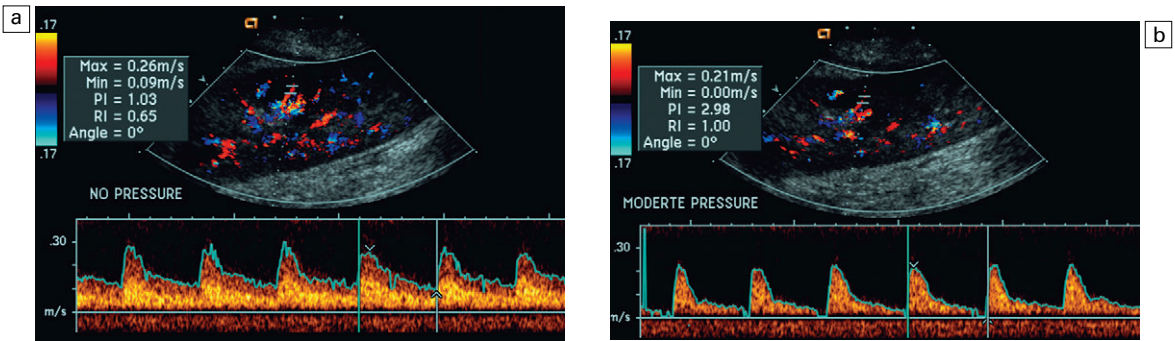 a
.17
Max = 0.26m/s
Min = 0.09m/s
PI = 1.03
RI = 0.65
Angle = 0°
.17
NO PRESSURE
.30
m/s
b
.17
Max = 0.21m/s
Min = 0.00m/s
PI = 2.98
RI = 1.00
Angle = 0°
.17
MODERTE PRESSURE
.30
m/s